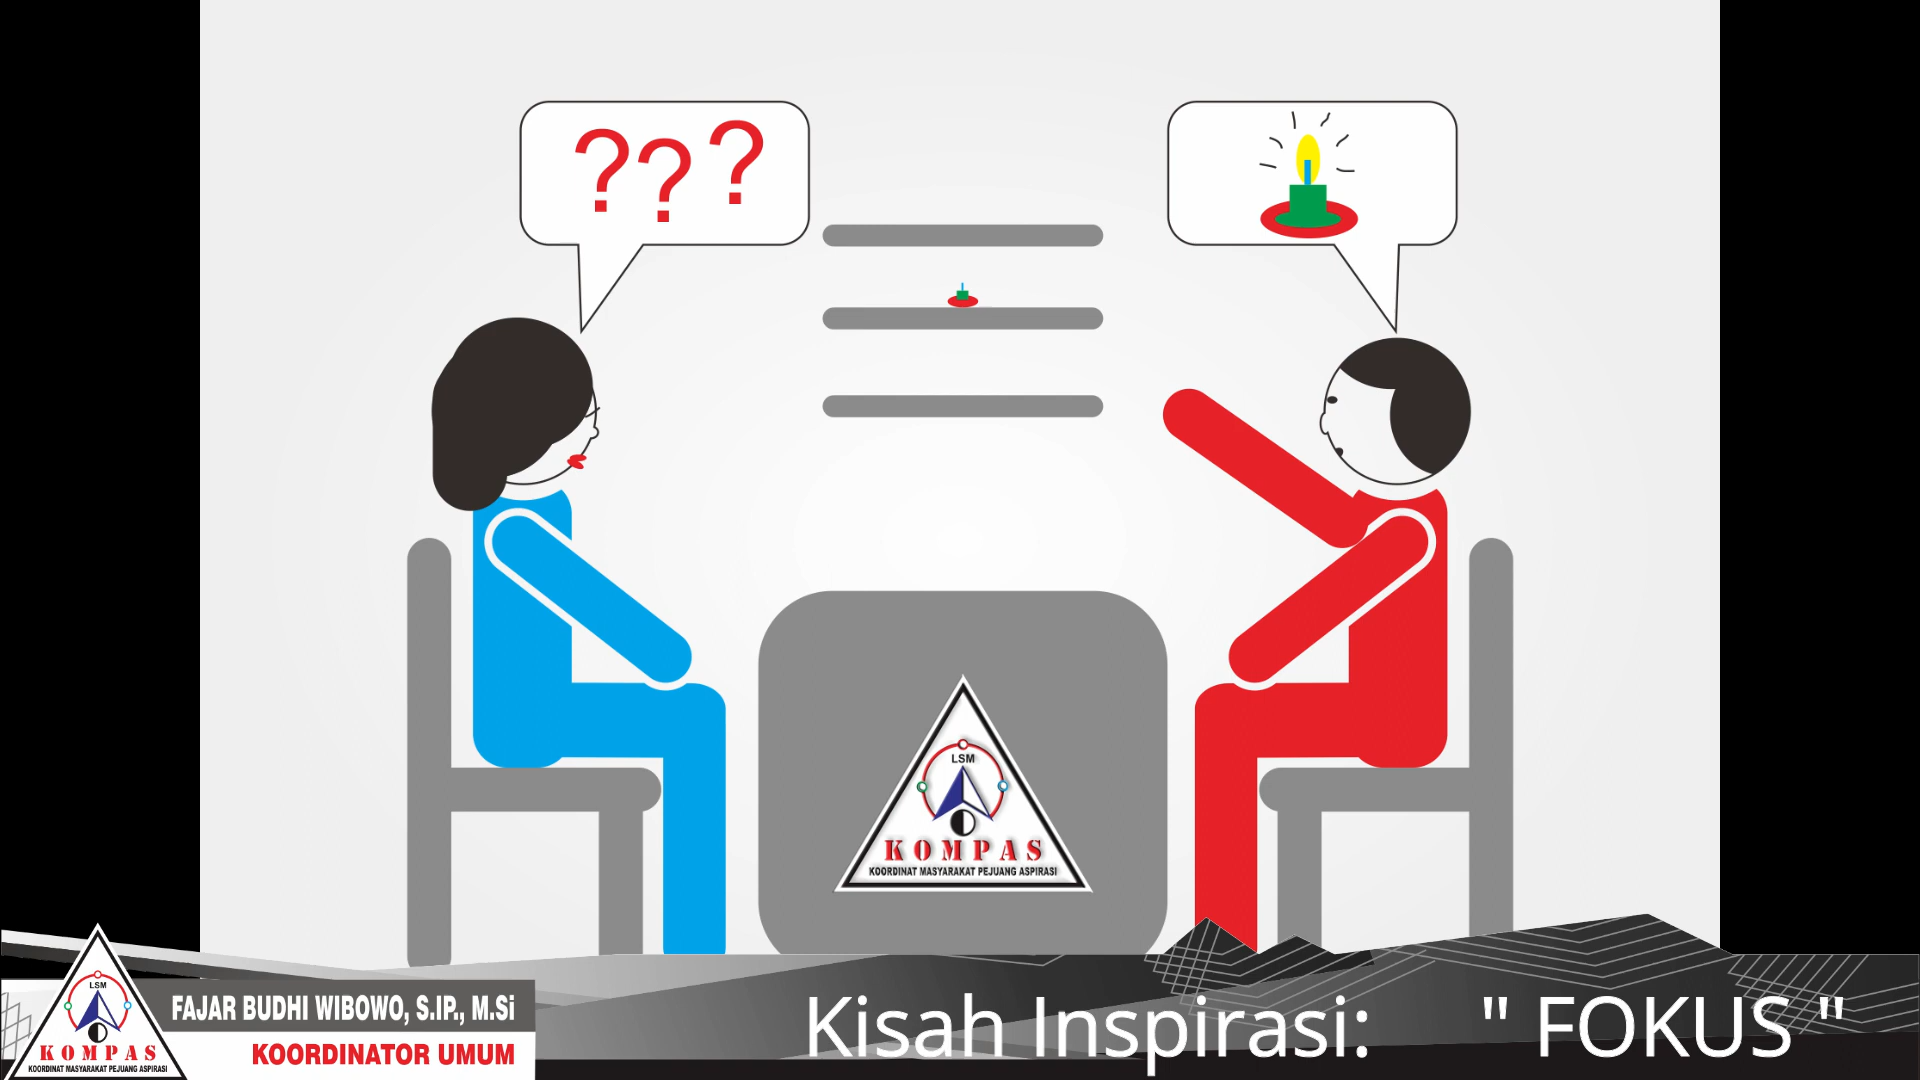 ???
LSM
KOMPAS
KOORDINAT MASYARAKAT PEJUANG ASPIRASI
LSM
KOMPAS
KOORDINAT MASYARAKAT PEJUANG ASPIRASI
FAJAR BUDHI WIBOWO, S.IP., M.Si
KOORDINATOR UMUM
Kisah Inspirasi: " FOKUS "